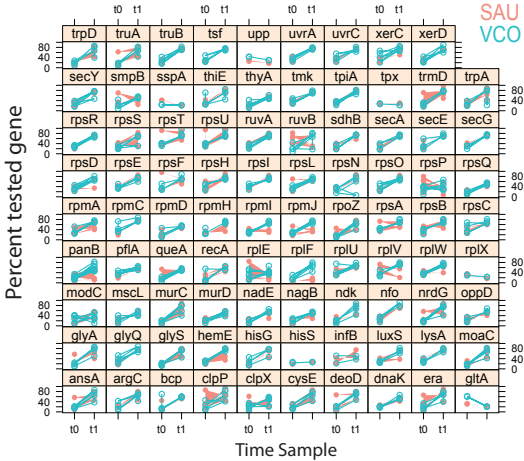 t0 t1 t0 t1 t0 t1 t0 t1 SAU
VCO
trpD truA truB tsf upp uvrA uvrC xerC xerD
80
40
0
80
40
0
secY smpB sspA thiE thyA tmk tpiA tpx trmD trpA
80
40
0
rpsR rpsS rpsT rpsU ruvA ruvB sdhB secA secE secG
80
40
0
rpsD rpsE rpsF rpsH rpsI rpsL rpsN rpsO rpsP rpsQ
80
40
0
rpmA rpmC rpmD rpmH rpmI rpmJ rpoZ rpsA rpsB rpsC
80
40
0
panB pflA queA recA rplE rplF rplU rplV rplW rplX
80
40
0
modC mscL murC murD nadE nagB ndk nfo nrdG oppD
80
40
0
glyA glyQ glyS hemE hisG hisS infB luxS lysA moaC
80
40
0
ansA argC bcp clpP clpX cysE deoD dnaK era gltA
80
40
0
t0 t1 t0 t1 t0 t1 t0 t1 t0 t1
Percent tested gene
Time Sample